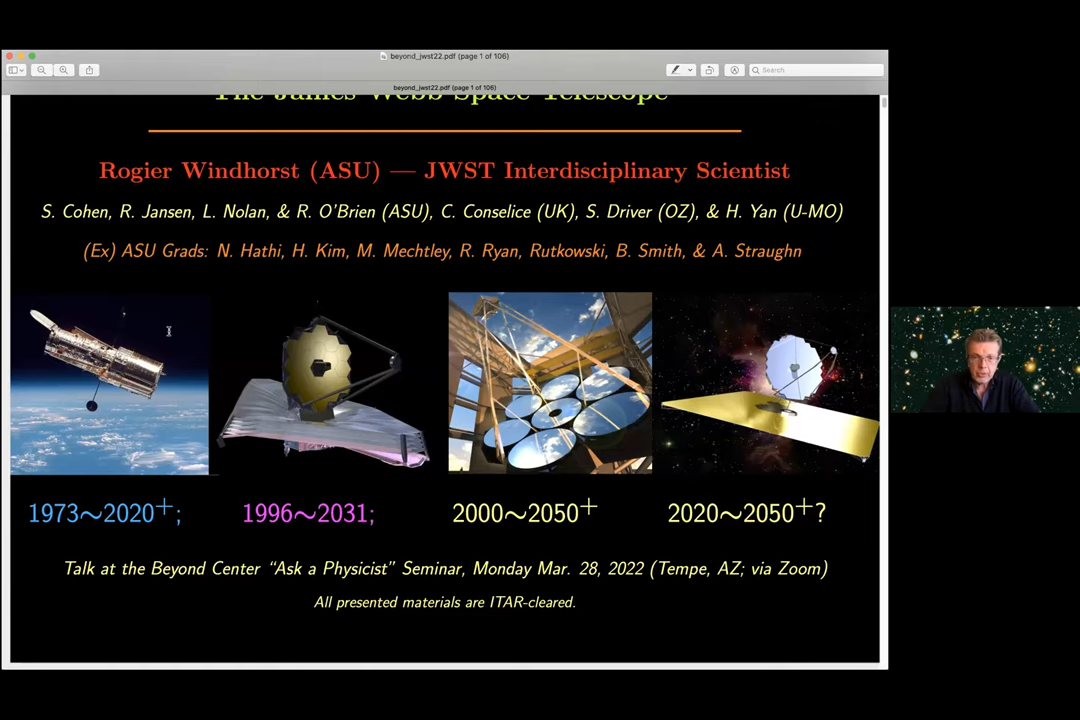 beyond_jwst22.pdf (page 1 of 106)
Search
beyond_jwst22.pdf (page 1 of 106)
The James Webb Space Telescope
Rogier Windhorst (ASU) — JWST Interdisciplinary Scientist
S. Cohen, R. Jansen, L. Nolan, & R. O'Brien (ASU), C. Conselice (UK), S. Driver (OZ), & H. Yan (U-MO)
(Ex) ASU Grads: N. Hathi, H. Kim, M. Mechtley, R. Ryan, Rutkowski, B. Smith, & A. Straughn
1973∼2020⁺; 1996∼2031; 2000∼2050⁺ 2020∼2050⁺?
Talk at the Beyond Center “Ask a Physicist” Seminar, Monday Mar. 28, 2022 (Tempe, AZ; via Zoom)
All presented materials are ITAR-cleared.